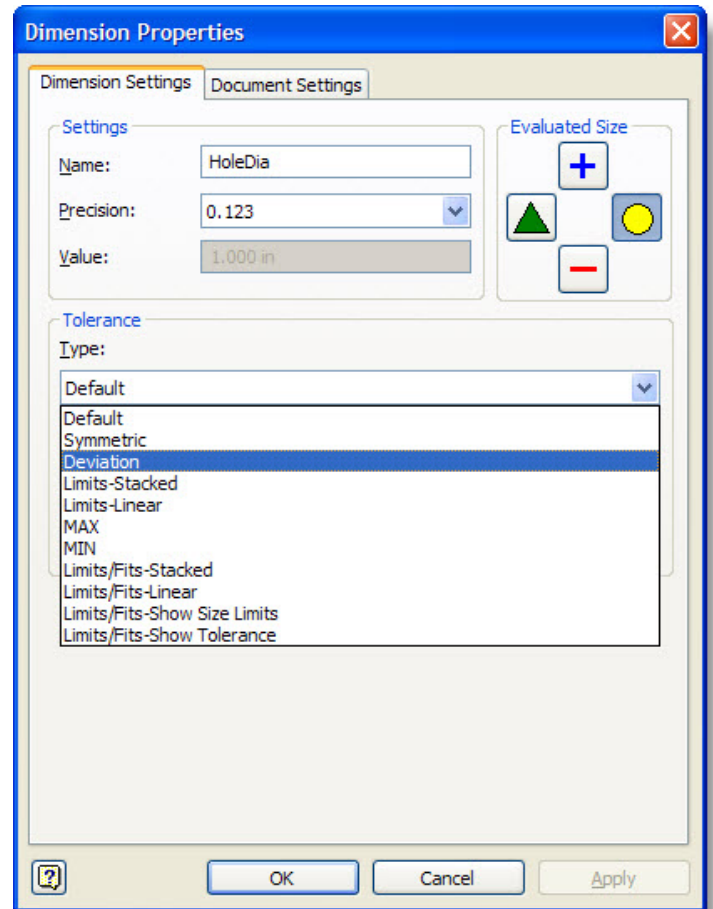 Dimension Properties
Dimension Settings Document Settings
Settings
Evaluated Size
Name: HoleDia
Precision: 0.123
Value: 1.000 in
Tolerance
Type:
Default
Default
Symmetric
Deviation
Limits-Stacked
Limits-Linear
MAX
MIN
Limits/Fits-Stacked
Limits/Fits-Linear
Limits/Fits-Show Size Limits
Limits/Fits-Show Tolerance
OK Cancel Apply